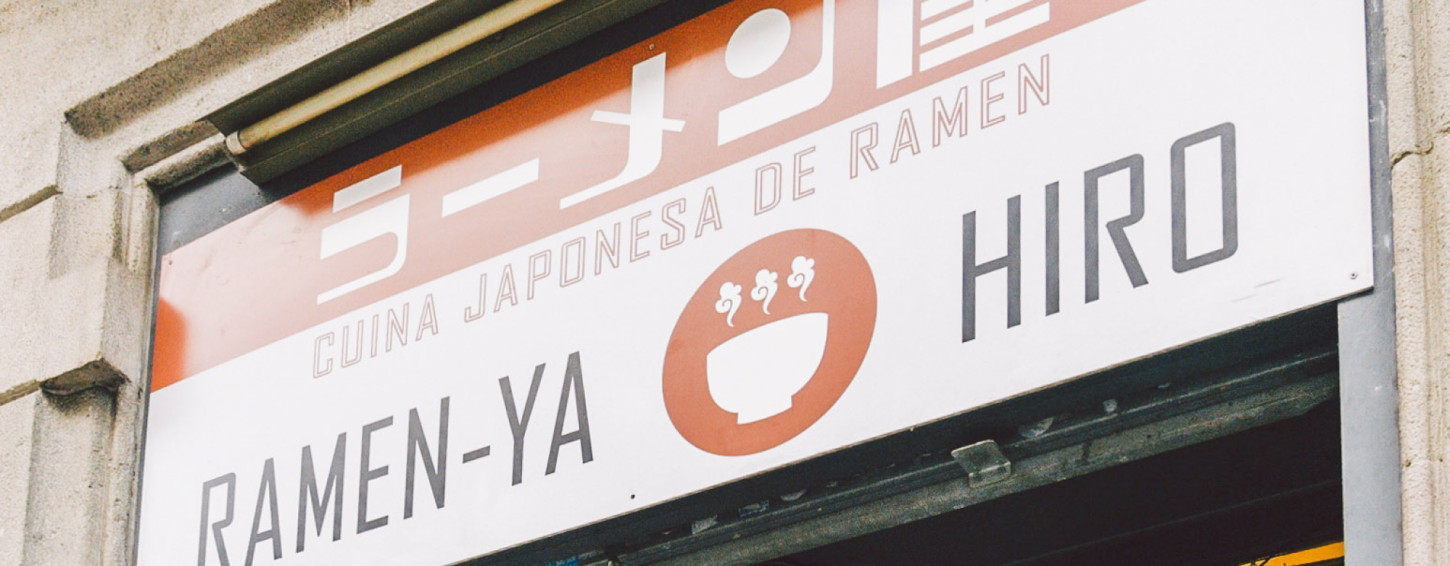 ラーメン屋
CUINA JAPONESA DE RAMEN
RAMEN-YA HIRO